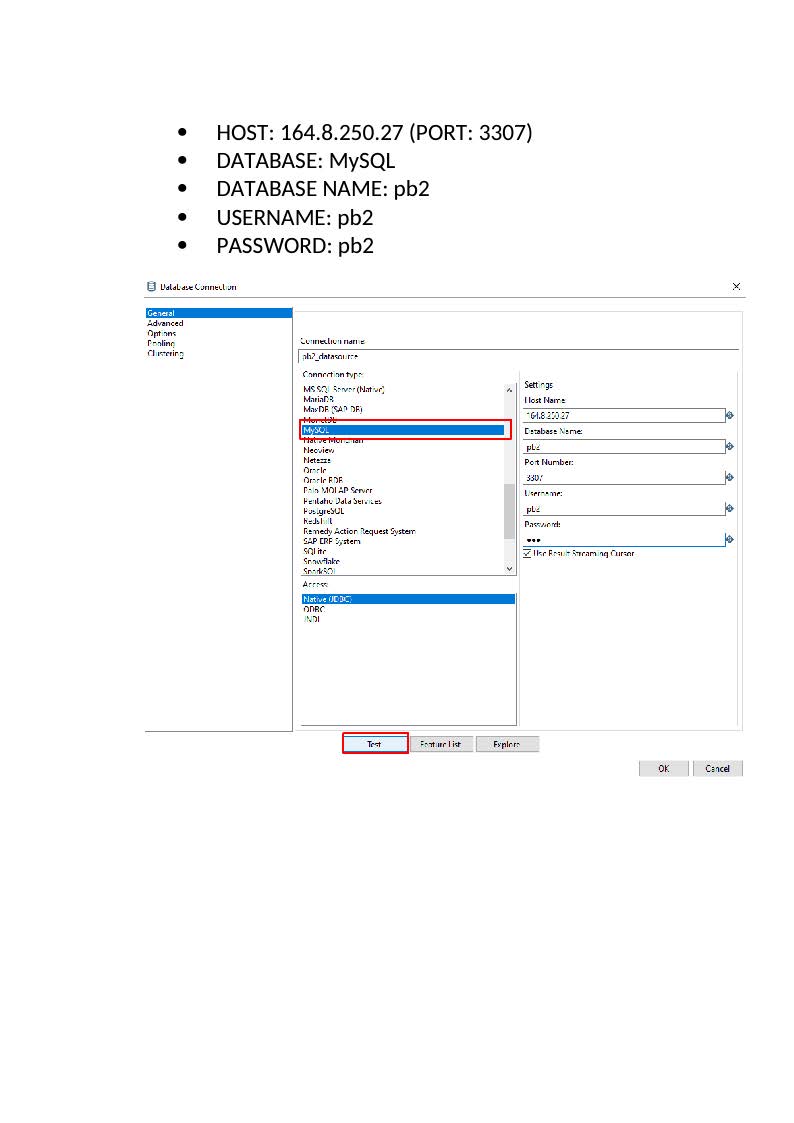 • HOST: 164.8.250.27 (PORT: 3307)
• DATABASE: MySQL
• DATABASE NAME: pb2
• USERNAME: pb2
• PASSWORD: pb2
Database Connection
General
Advanced
Options
Pooling
Clustering
Connection name:
pb2_datasource
Connection type:
MS SQL Server (Native)
MariaDB
MaxDB (SAP DB)
MonetDB
MySQL
Native Mondrian
Neoview
Netezza
Oracle
Oracle RDB
Palo MOLAP Server
Pentaho Data Services
PostgreSQL
Redshift
Remedy Action Request System
SAP ERP System
SQLite
Snowflake
SparkSQL
Access:
Native (JDBC)
ODBC
JNDI
Settings
Host Name:
164.8.250.27
Database Name:
pb2
Port Number:
3307
Username:
pb2
Password:
•••
Use Result Streaming Cursor
Test
Feature List
Explore
OK
Cancel